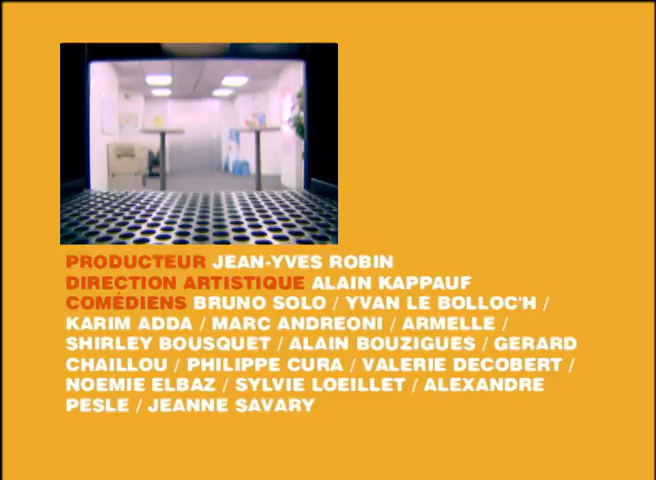 PRODUCTEUR JEAN-YVES ROBIN
DIRECTION ARTISTIQUE ALAIN KAPPAUF
COMÉDIENS BRUNO SOLO / YVAN LE BOLLOC'H /
KARIM ADDA / MARC ANDREONI / ARMELLE /
SHIRLEY BOUSQUET / ALAIN BOUZIGUES / GERARD
CHAILLOU / PHILIPPE CURA / VALERIE DECOBERT /
NOEMIE ELBAZ / SYLVIE LOEILLET / ALEXANDRE
PESLE / JEANNE SAVARY